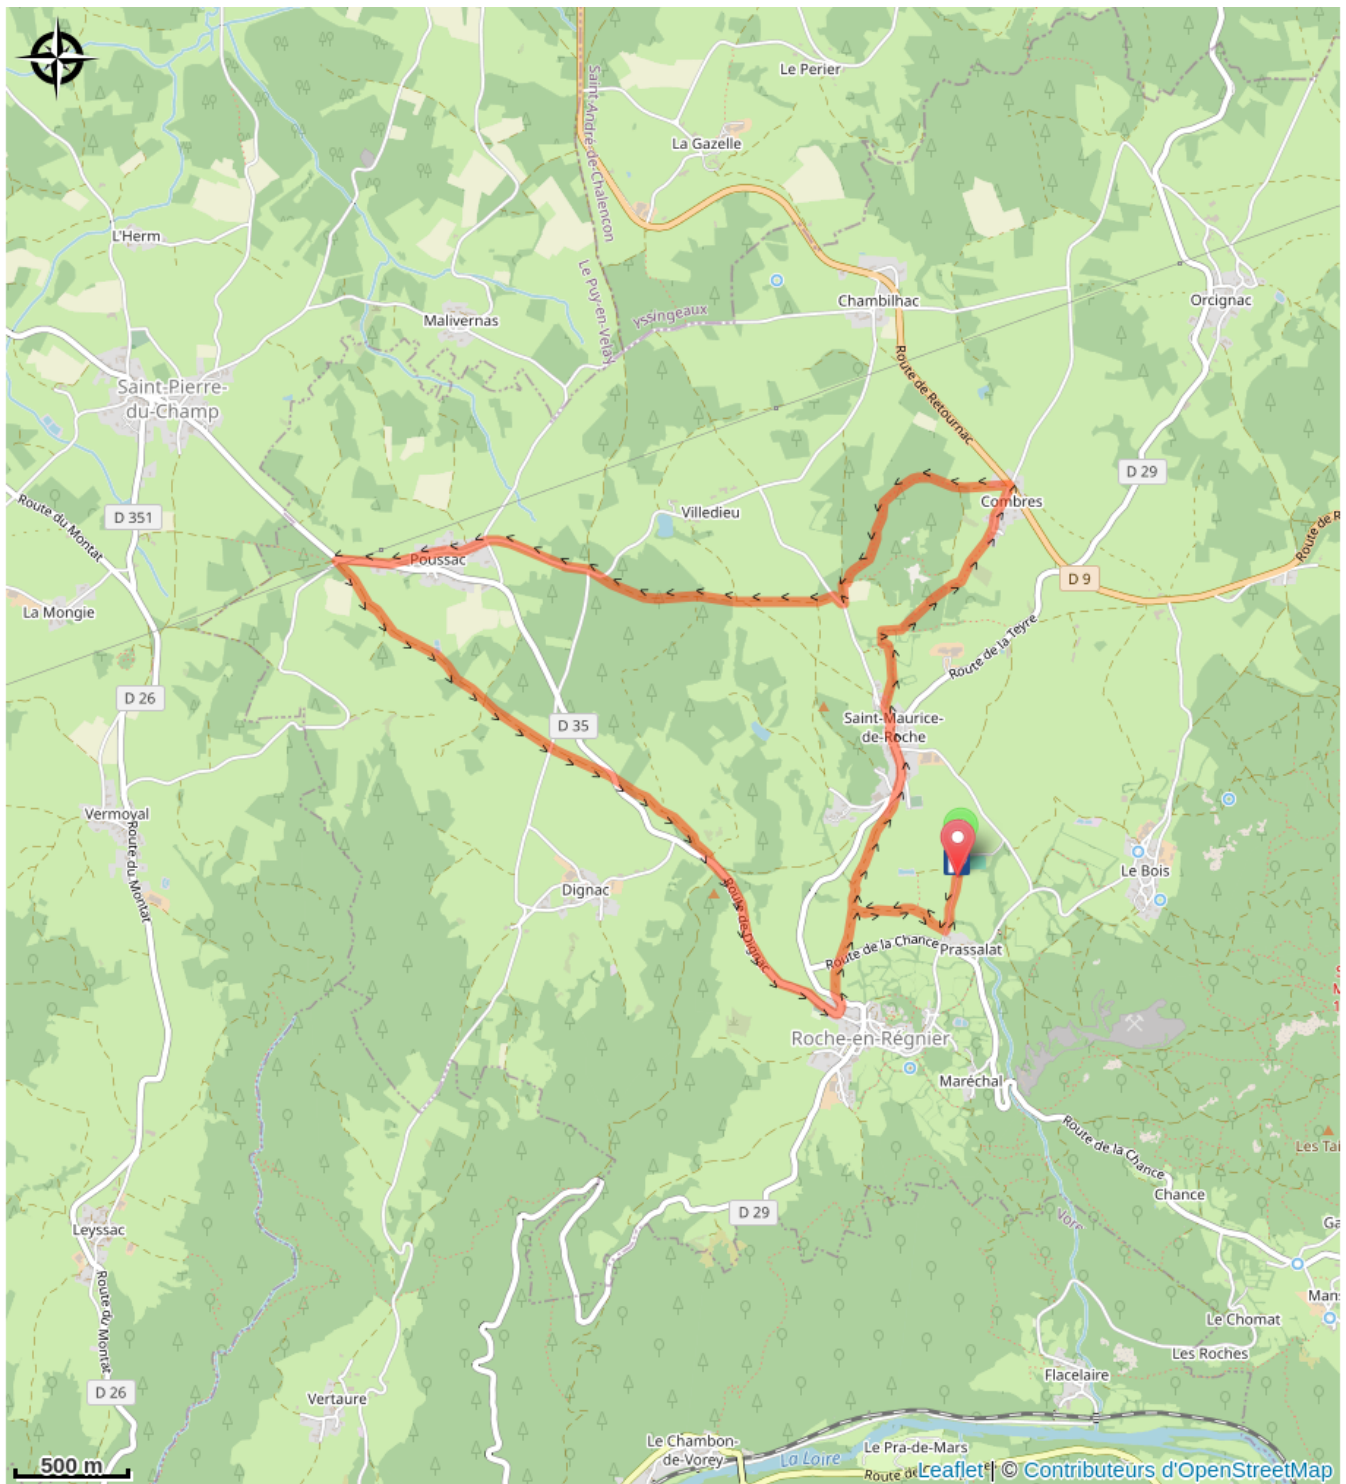 Le Perier
Saint-André-de-Chalencon
La Gazelle
L'Herm
Le Puy-en-Velay
Yssingeaux
Chambilhac
Orcignac
Malivernas
Route de Retournac
Saint-Pierre-
du-Champ
D 29
Combres
Route du Montat
D 351
Villedieu
Poussac
D 9
La Mongie
Route de la Teyre
D 26
Saint-Maurice-
de-Roche
D 35
Vermoyal
Route du Montat
Dignac
Le Bois
Route de Dignac
Route de la Chance
Prassalat
Roche-en-Régnier
Maréchal
Route de la Chance
Chance
Vore
D 29
Leyssac
Route du Montat
Le Chomat
Les Roches
Flacelaire
Vertaure
D 26
Le Chambon-
de-Vorey
La Loire
Le Pra-de-Mars
500 m
Leaflet | © Contributeurs d'OpenStreetMap